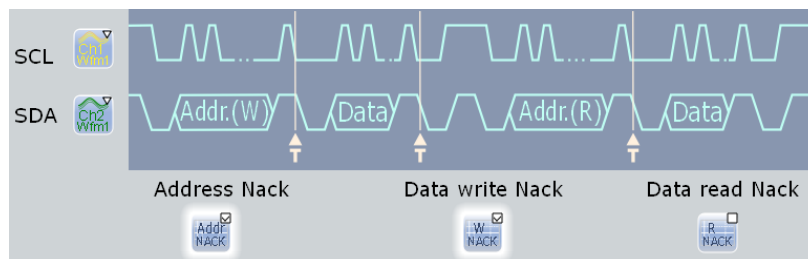 SCL Ch1 Wfm1
SDA Ch2 Wfm1 Addr.(W) Data Addr.(R) Data
T T T
Address Nack Data write Nack Data read Nack
Addr NACK W NACK R NACK